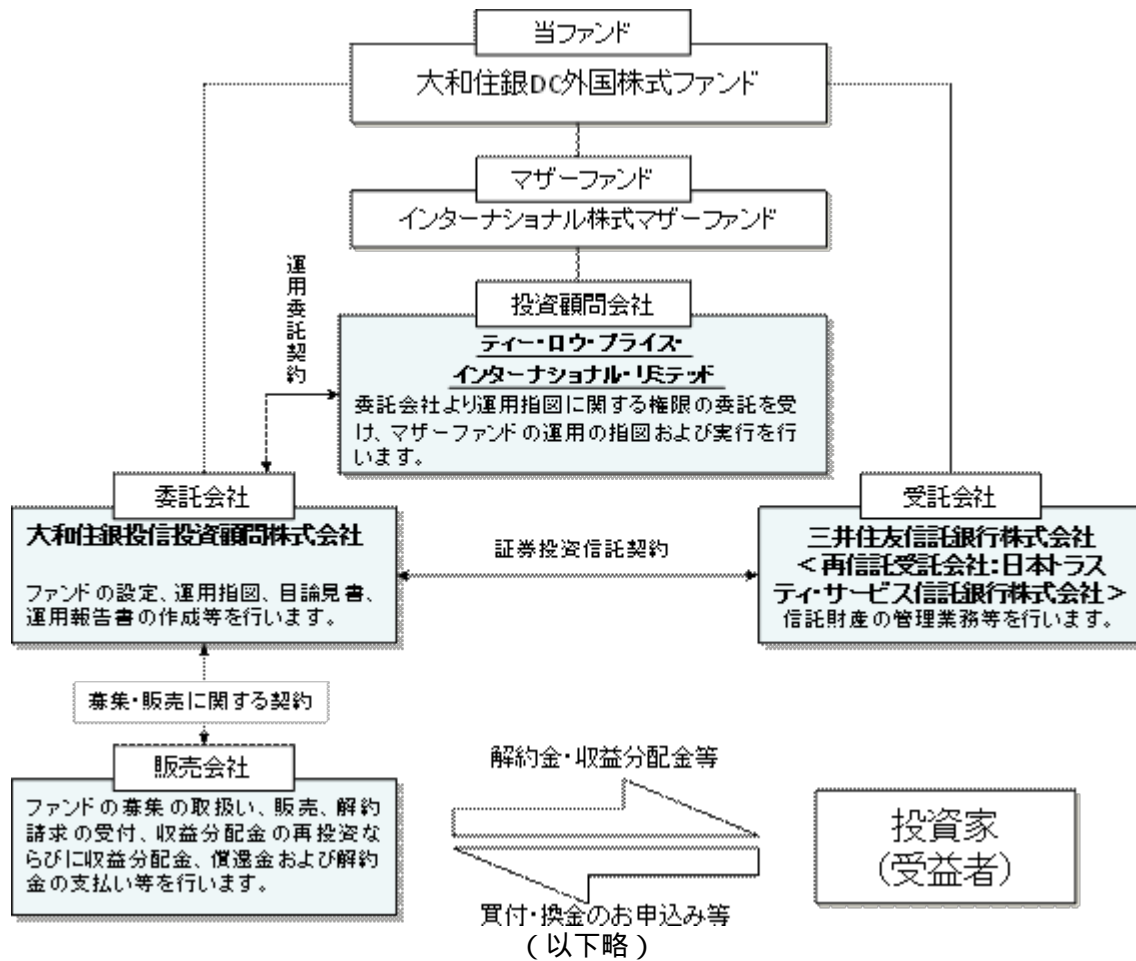 当ファンド
大和住銀DC外国株式ファンド
マザーファンド
インターナショナル株式マザーファンド
運用委託契約
投資顧問会社
ティー・ロウ・プライス・
インターナショナル・リミテッド
委託会社より運用指図に関する権限の委託を受
け、マザーファンドの運用の指図および実行を行
います。
委託会社
大和住銀投信投資顧問株式会社
ファンドの設定、運用指図、目論見書、
運用報告書の作成等を行います。
証券投資信託契約
受託会社
三井住友信託銀行株式会社
＜再信託受託会社：日本トラス
ティ・サービス信託銀行株式会社＞
信託財産の管理業務等を行います。
募集・販売に関する契約
販売会社
ファンドの募集の取扱い、販売、解約
請求の受付、収益分配金の再投資な
らびに収益分配金、償還金および解約
金の支払い等を行います。
解約金・収益分配金等
買付・換金のお申込み等
投資家
（受益者）
（以下略）